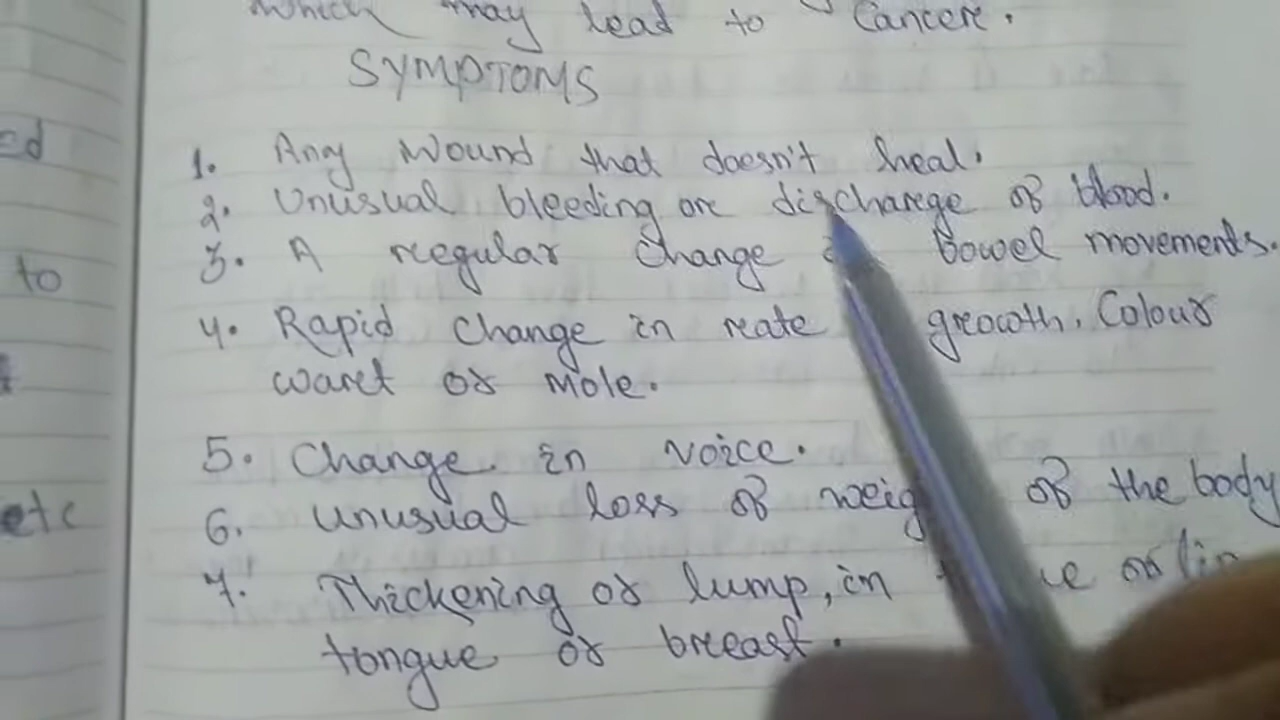 which may lead to Cancer.
SYMPTOMS
ed
1. Any wound that doesn't heal.
2. Unusual bleeding or discharge of blood.
to
3. A regular change Bowel movements.
4. Rapid change in rate growth, Colour
wart or mole.
5. Change in voice.
etc
6. Unusual loss of of the body
7. Thickening or lump, in or
tongue or breast.